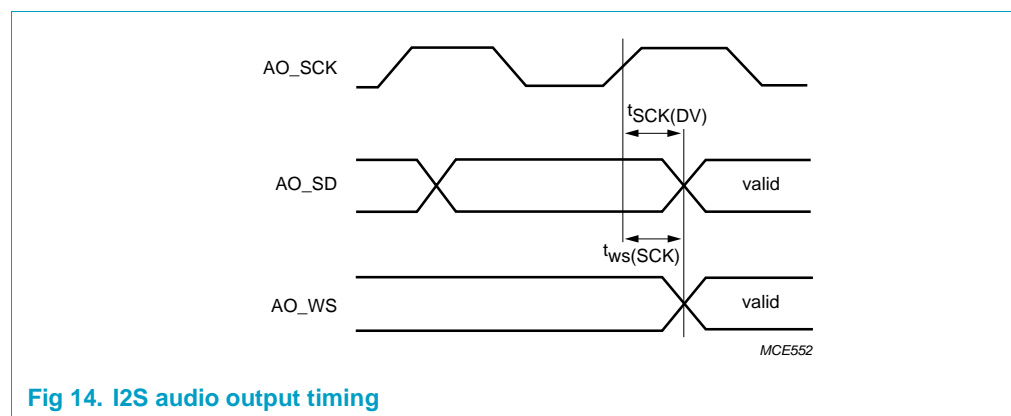 AO_SCK
tSCK(DV)
AO_SD
valid
tws(SCK)
AO_WS
valid
MCE552
Fig 14. I2S audio output timing